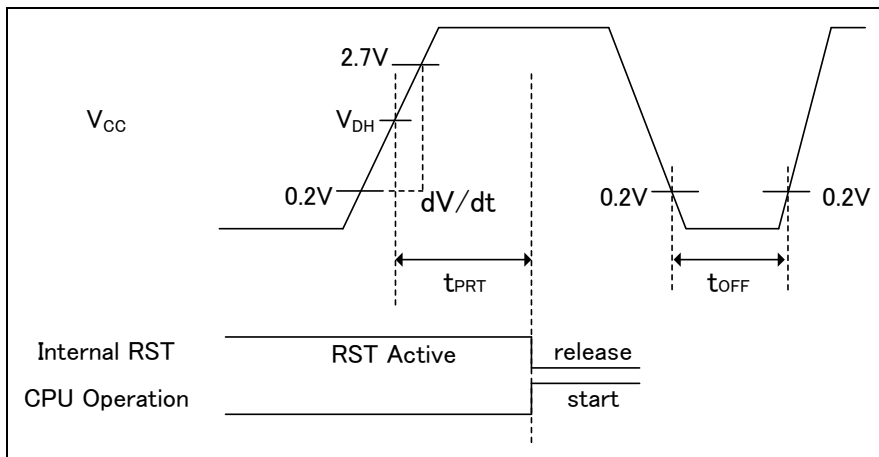 2.7V
VCC
VDH
0.2V
dV/dt
0.2V
0.2V
tPRT
tOFF
Internal RST
RST Active
release
CPU Operation
start